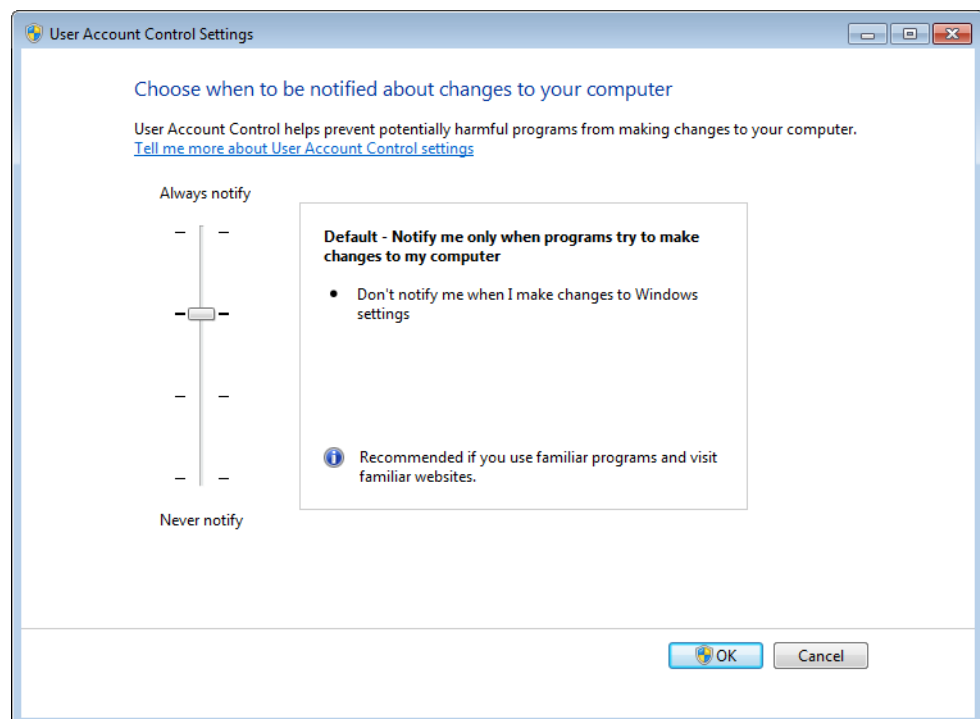 User Account Control Settings
Choose when to be notified about changes to your computer
User Account Control helps prevent potentially harmful programs from making changes to your computer.
Tell me more about User Account Control settings
Always notify
Default - Notify me only when programs try to make
changes to my computer
• Don't notify me when I make changes to Windows
settings
Recommended if you use familiar programs and visit
familiar websites.
Never notify
OK
Cancel